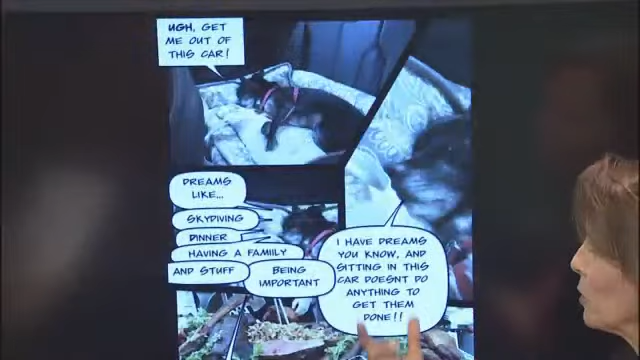 UGH, GET
ME OUT OF
THIS CAR!
I HAVE DREAMS
YOU KNOW, AND
SITTING IN THIS
CAR DOESNT DO
ANYTHING TO
GET THEM
DONE!!
DREAMS
LIKE...
SKYDIVING
DINNER
HAVING A FAMILY
AND STUFF
BEING
IMPORTANT